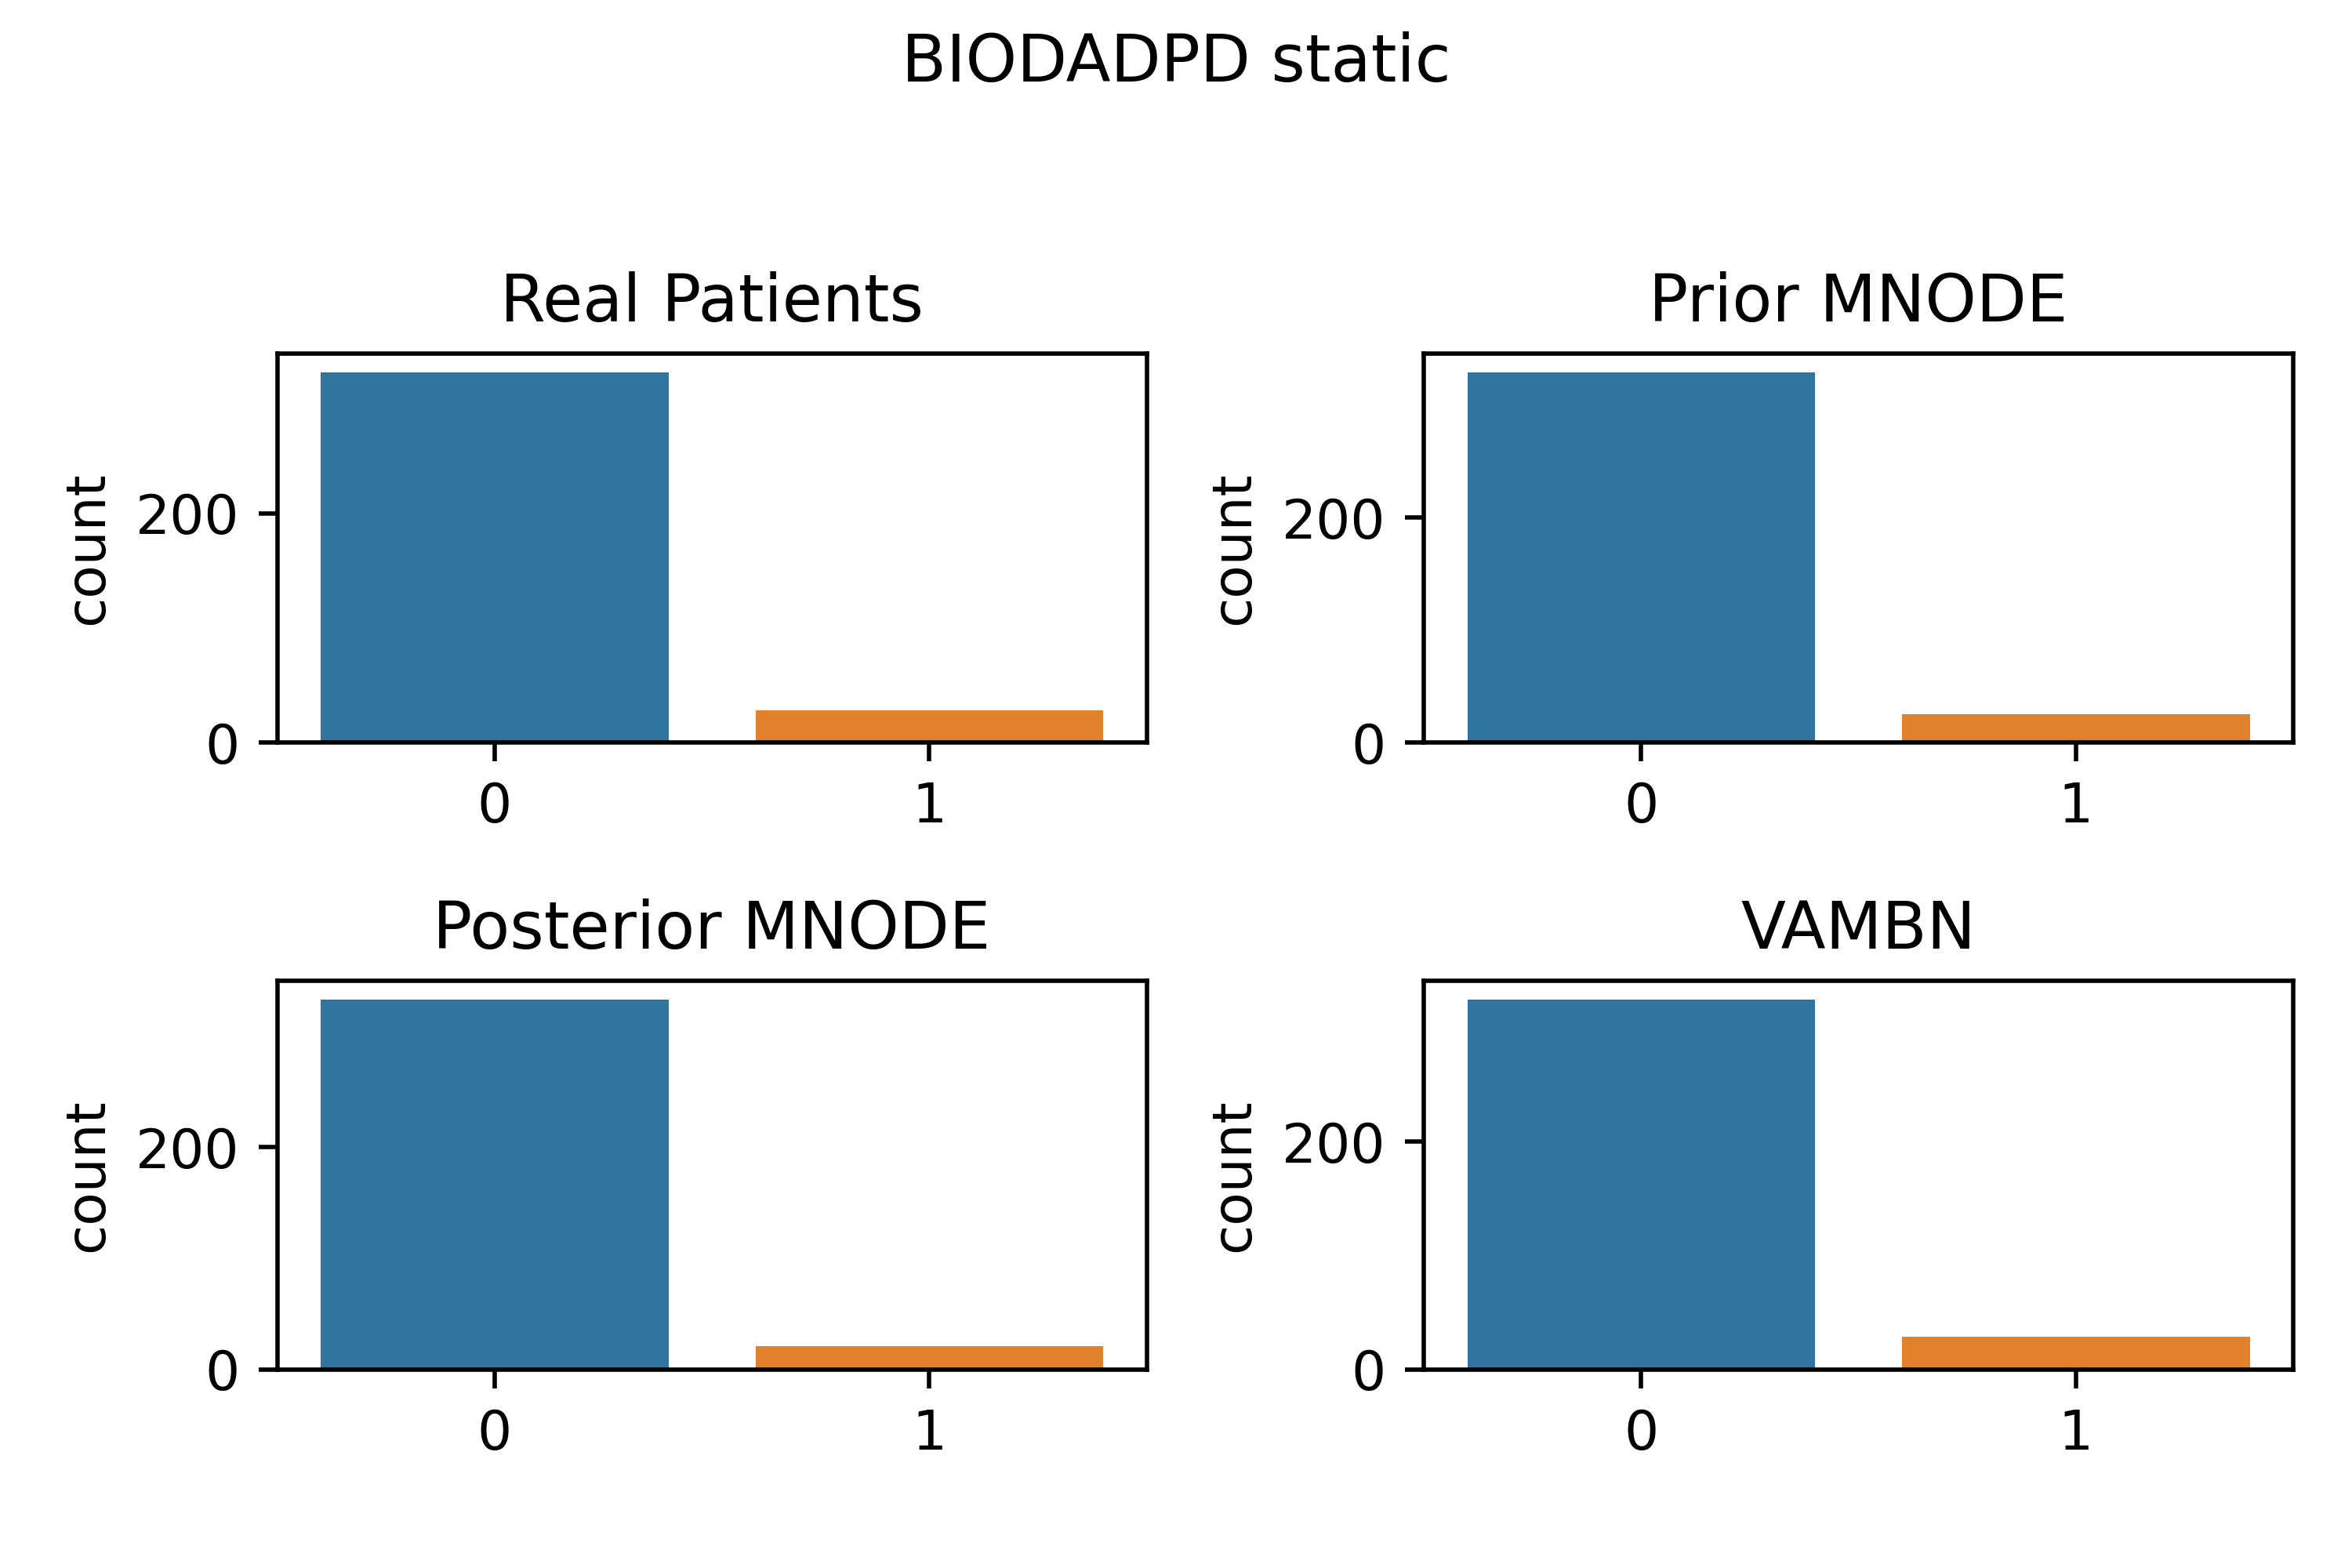 BIODADPD static
Real Patients
count
200
0
0 1
Prior MNODE
count
200
0
0 1
Posterior MNODE
count
200
0
0 1
VAMBN
count
200
0
0 1